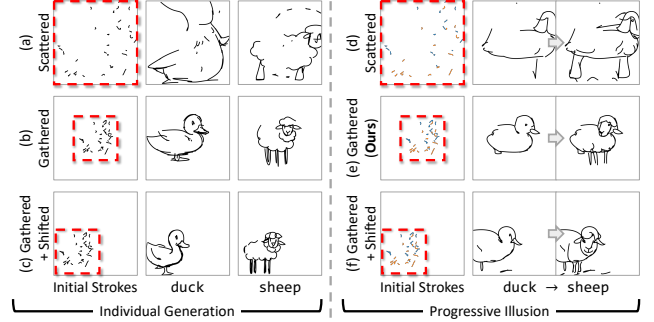 (a)
Scattered
(b)
Gathered
(c) Gathered
+ Shifted
Initial Strokes
duck
sheep
Individual Generation
(d)
Scattered
(e) Gathered
(Ours)
(f) Gathered
+ Shifted
Initial Strokes
duck → sheep
Progressive Illusion